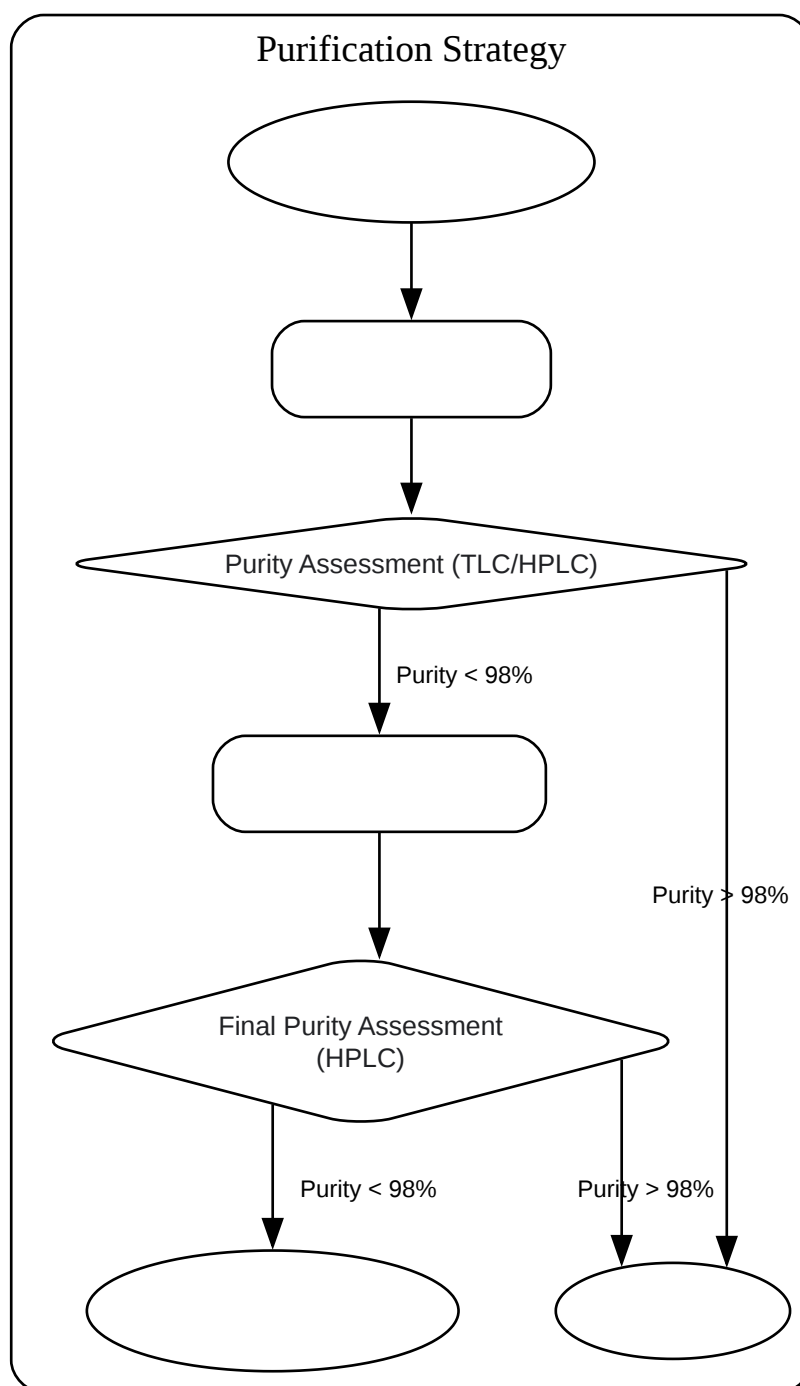 Purification Strategy
Purity Assessment (TLC/HPLC)
Purity < 98%
Purity > 98%
Final Purity Assessment
(HPLC)
Purity < 98%
Purity > 98%